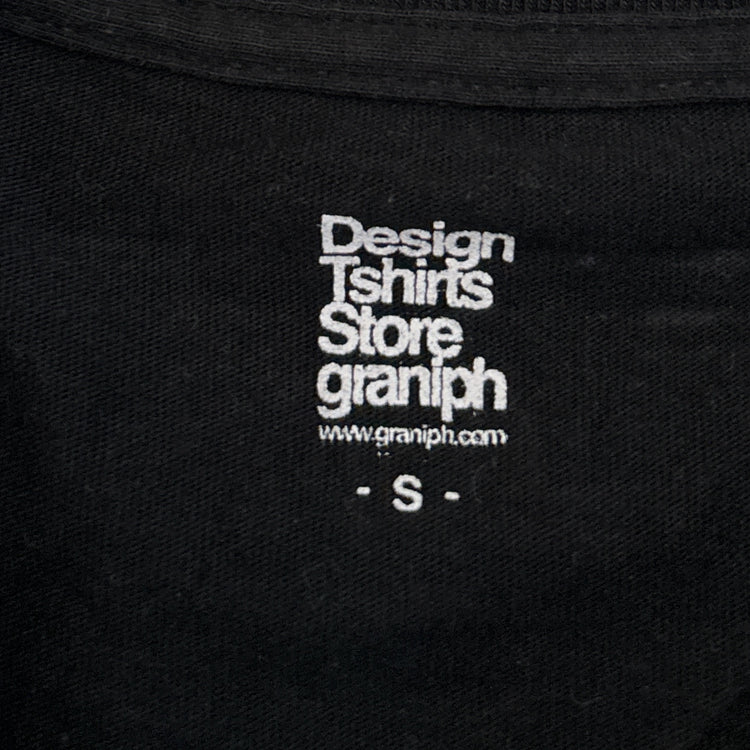 Design
Tshirts
Store
graniph
www.graniph.com
- S -